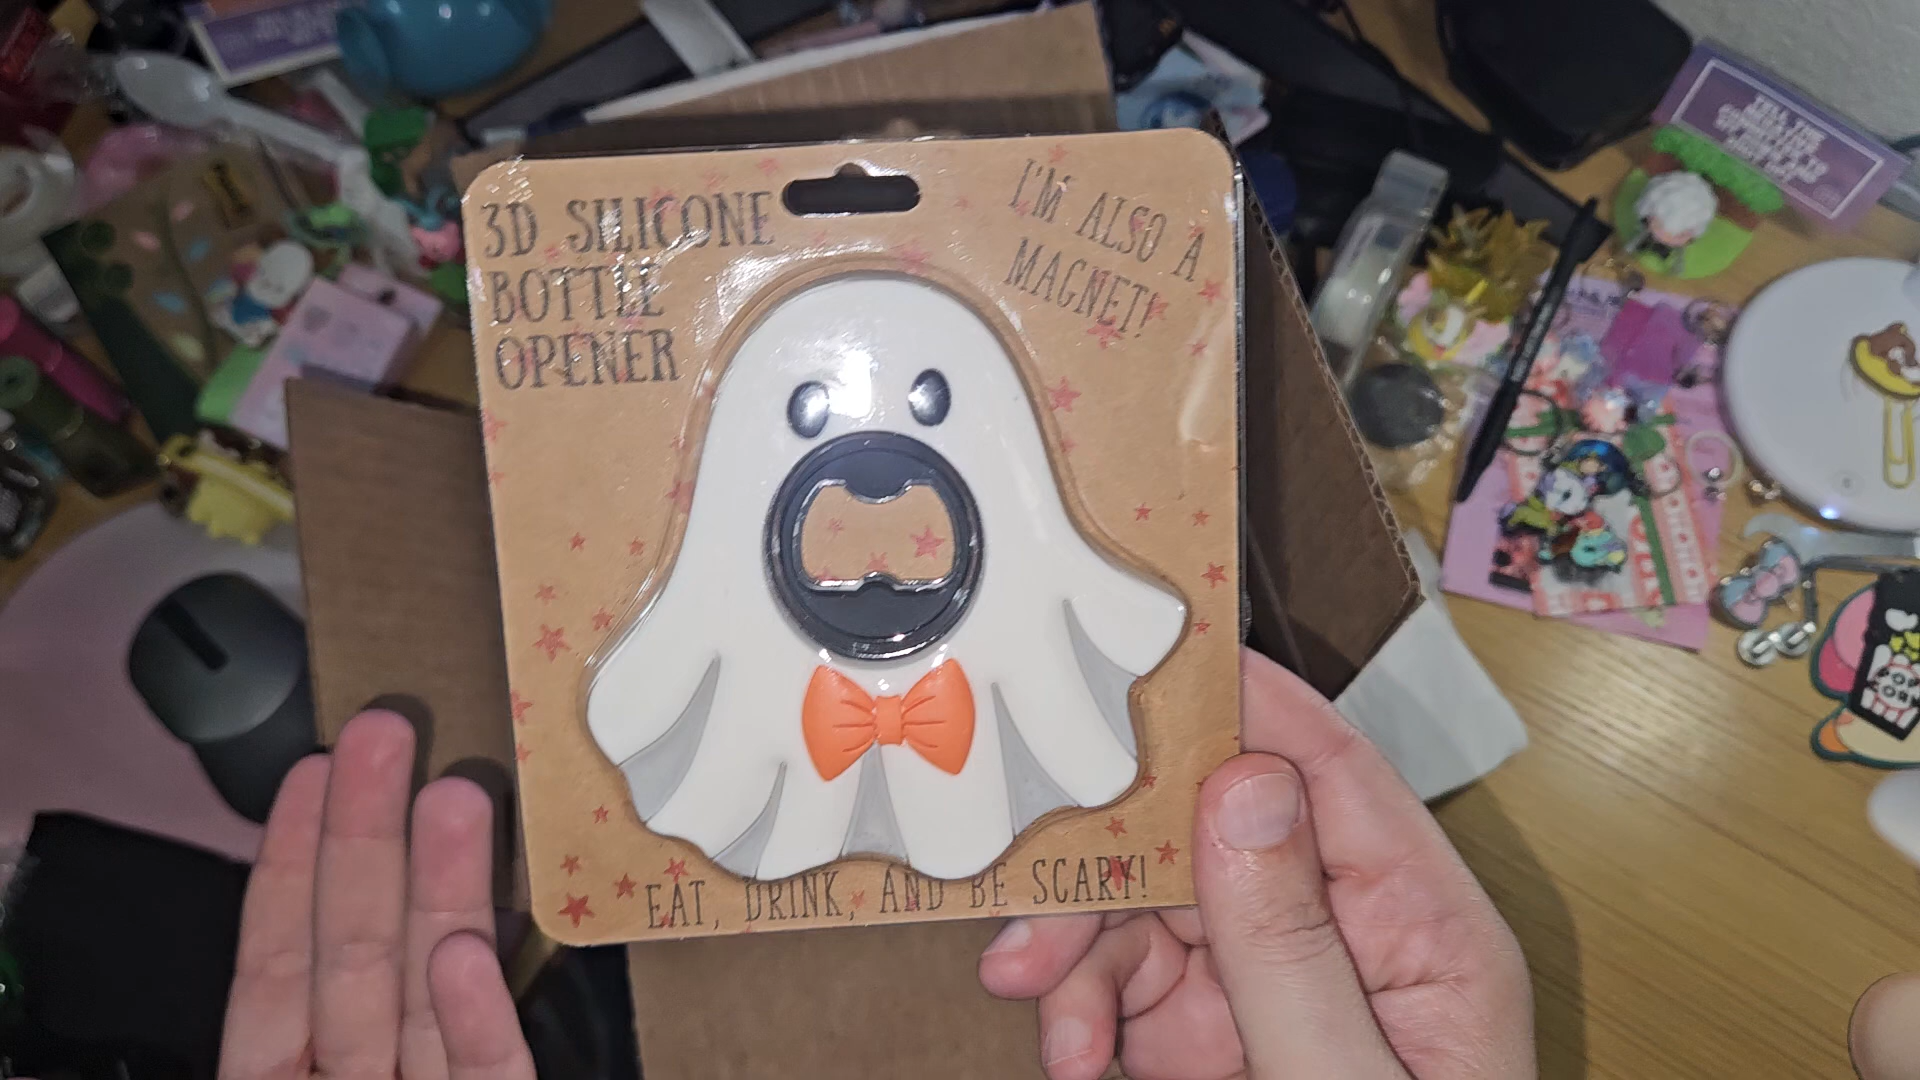 3D SILICONE
BOTTLE
OPENER
I'M ALSO A
MAGNET!
EAT, DRINK, AND BE SCARY!
POP
CORN